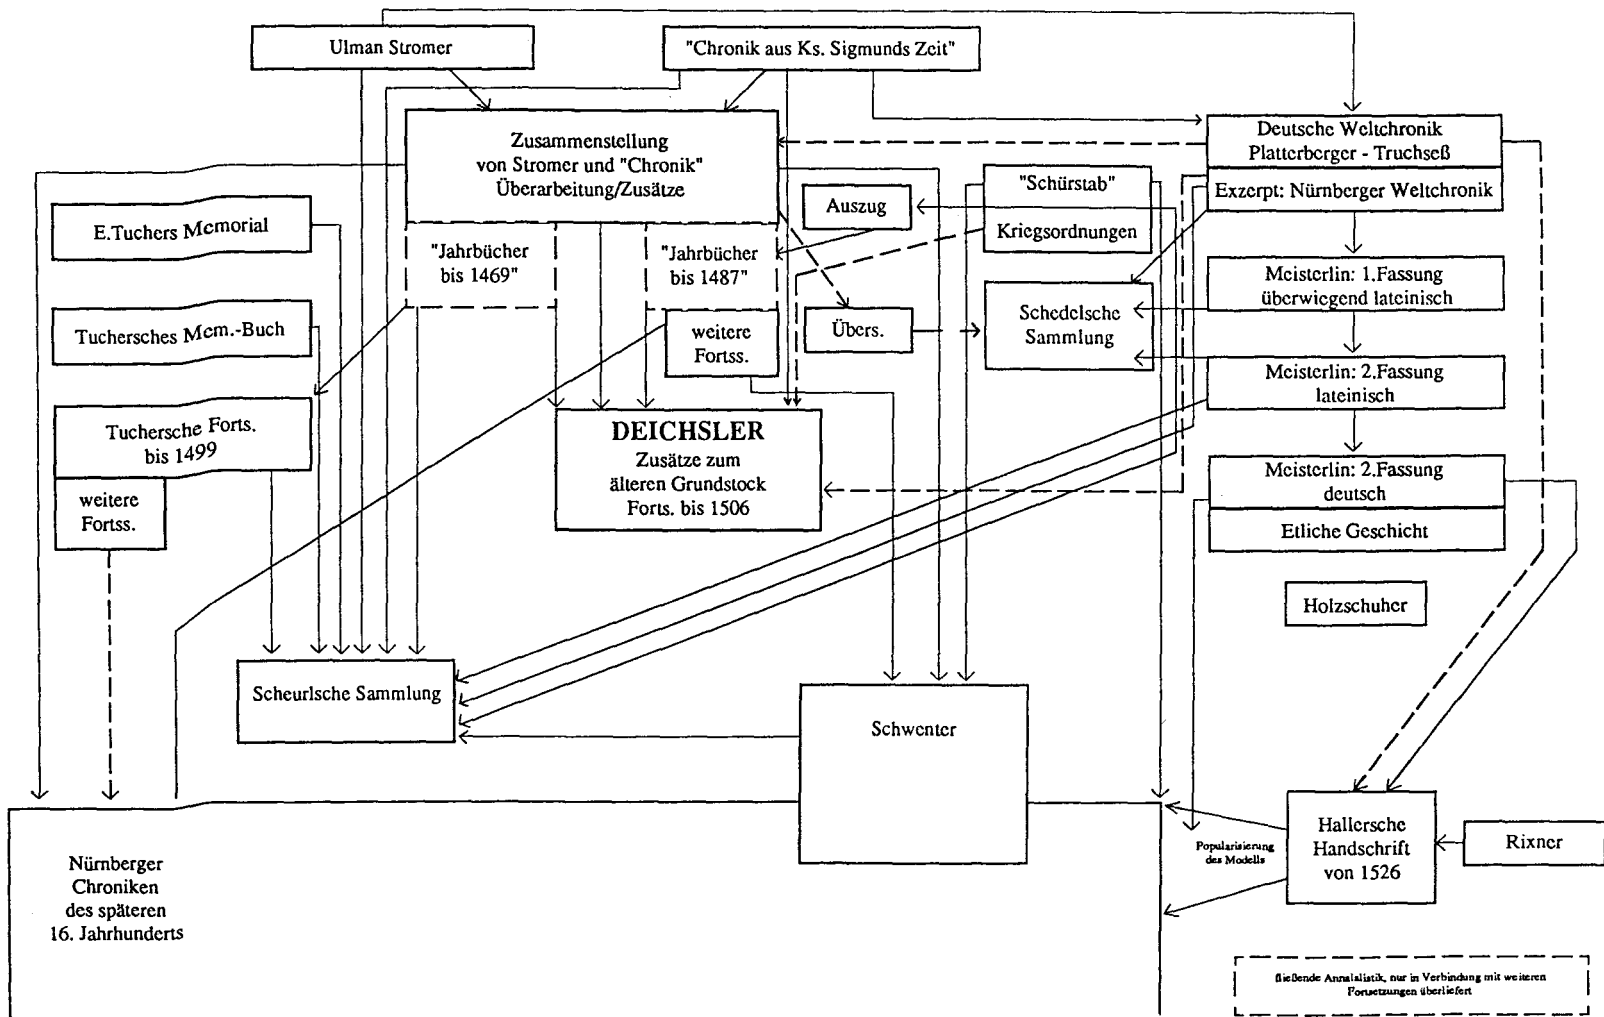 Ulman Stromer
"Chronik aus Ks. Sigmunds Zeit"
Zusammenstellung
von Stromer und "Chronik"
Überarbeitung/Zusätze
Deutsche Weltchronik
Platterberger - Truchseß
Exzerpt: Nürnberger Weltchronik
"Schürstab"
Kriegsordnungen
Auszug
E.Tuchers Memorial
"Jahrbücher
bis 1469"
"Jahrbücher
bis 1487"
Meisterlin: 1.Fassung
überwiegend lateinisch
Schedelsche
Sammlung
Übers.
weitere
Fortss.
Tuchersches Mem.-Buch
Meisterlin: 2.Fassung
lateinisch
Tuchersche Forts.
bis 1499
weitere
Fortss.
DEICHSLER
Zusätze zum
älteren Grundstock
Forts. bis 1506
Meisterlin: 2.Fassung
deutsch
Etliche Geschicht
Holzschuher
Scheurlsche Sammlung
Schwenter
Nürnberger
Chroniken
des späteren
16. Jahrhunderts
Popularisierung
des Modells
Hallersche
Handschrift
von 1526
Rixner
fließende Annalalistik, nur in Verbindung mit weiteren
Forusetzungen überliefert